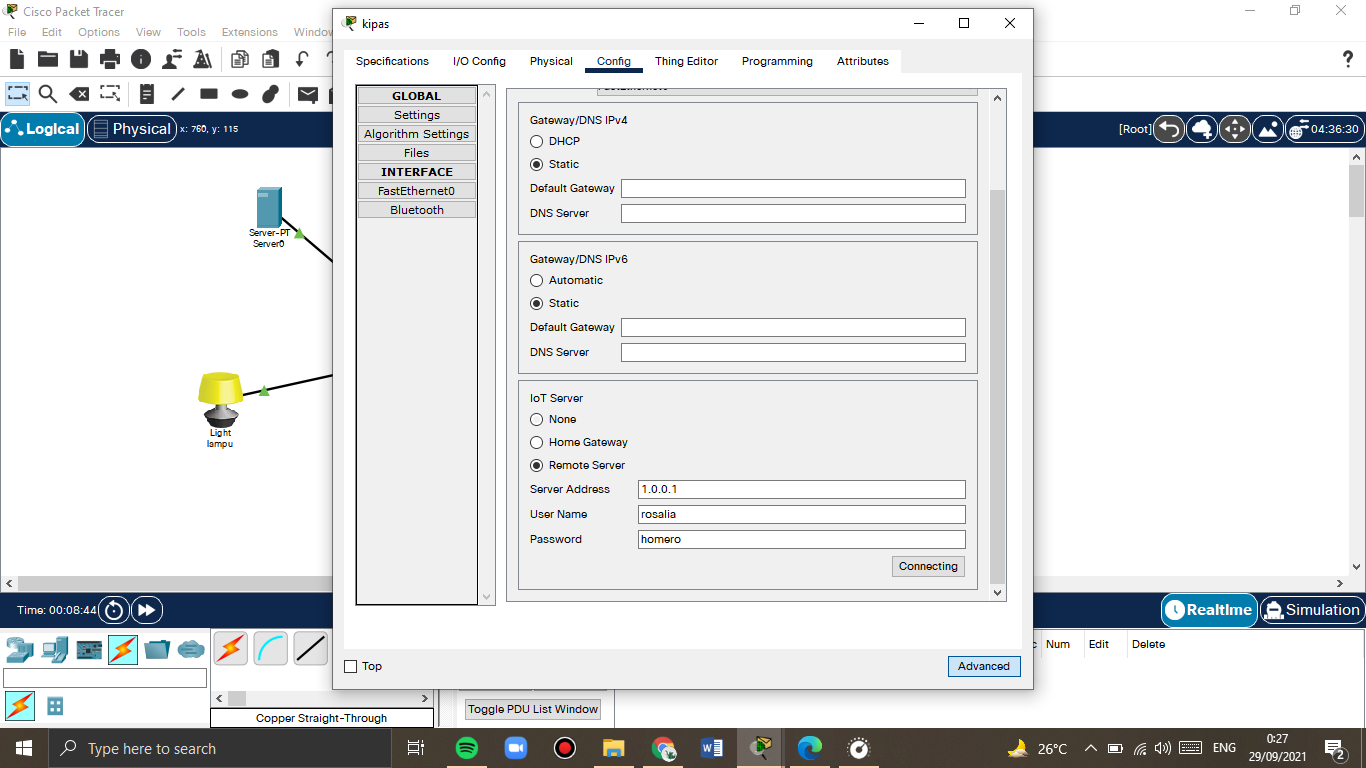 Cisco Packet Tracer
File Edit Options View Tools Extensions Window
kipas
Specifications I/O Config Physical Config Thing Editor Programming Attributes
GLOBAL
Settings
Algorithm Settings
Files
INTERFACE
FastEthernet0
Bluetooth
FastEthernet0
Gateway/DNS IPv4
DHCP
Static
Default Gateway
DNS Server
Gateway/DNS IPv6
Automatic
Static
Default Gateway
DNS Server
IoT Server
None
Home Gateway
Remote Server
Server Address 1.0.0.1
User Name rosalia
Password homero
Connecting
Top
Advanced
Logical Physical x: 760, y: 115
[Root] 04:36:30
Server-PT
Server0
Light
lampu
Time: 00:08:44
Realtime Simulation
Num Edit Delete
Copper Straight-Through
Toggle PDU List Window
Type here to search
26°C
ENG
0:27
29/09/2021
2